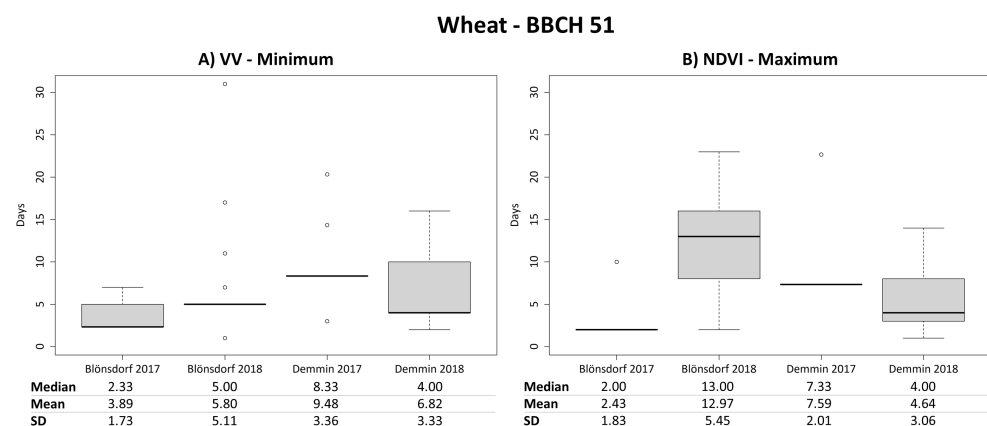 Wheat - BBCH 51
A) VV - Minimum
30
25
20
15
10
5
0
Days
Blönsdorf 2017 Blönsdorf 2018 Demmin 2017 Demmin 2018
Median 2.33 5.00 8.33 4.00
Mean 3.89 5.80 9.48 6.82
SD 1.73 5.11 3.36 3.33
B) NDVI - Maximum
30
25
20
15
10
5
0
Days
Blönsdorf 2017 Blönsdorf 2018 Demmin 2017 Demmin 2018
Median 2.00 13.00 7.33 4.00
Mean 2.43 12.97 7.59 4.64
SD 1.83 5.45 2.01 3.06